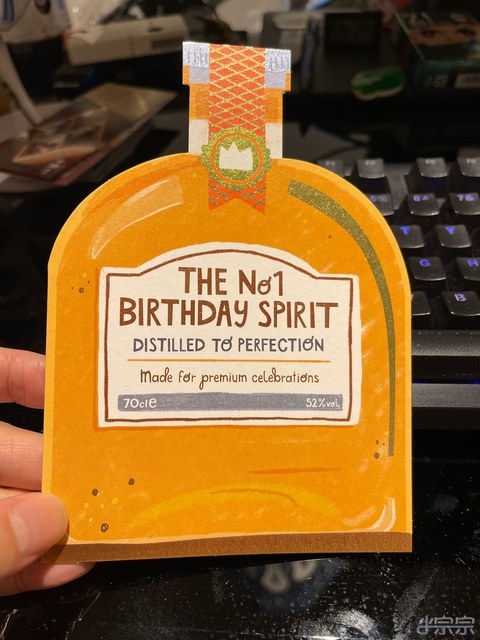 THE No1
BIRTHDAY SPIRIT
DISTILLED TO PERFECTION
Made for premium celebrations
70cle 52%vol